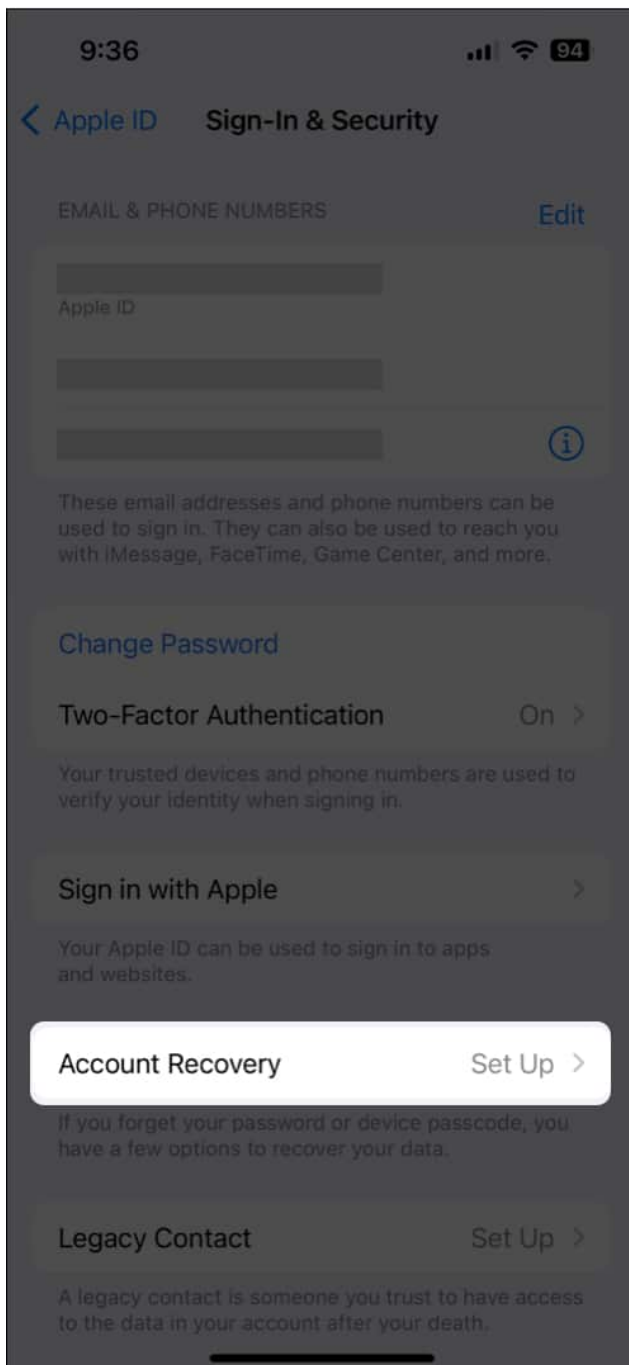 9:36
94
Apple ID
Sign-In & Security
EMAIL & PHONE NUMBERS
Edit
Apple ID
These email addresses and phone numbers can be
used to sign in. They can also be used to reach you
with iMessage, FaceTime, Game Center, and more.
Change Password
Two-Factor Authentication
On
Your trusted devices and phone numbers are used to
verify your identity when signing in.
Sign in with Apple
Your Apple ID can be used to sign in to apps
and websites.
Account Recovery
Set Up
If you forget your password or device passcode, you
have a few options to recover your data.
Legacy Contact
Set Up
A legacy contact is someone you trust to have access
to the data in your account after your death.